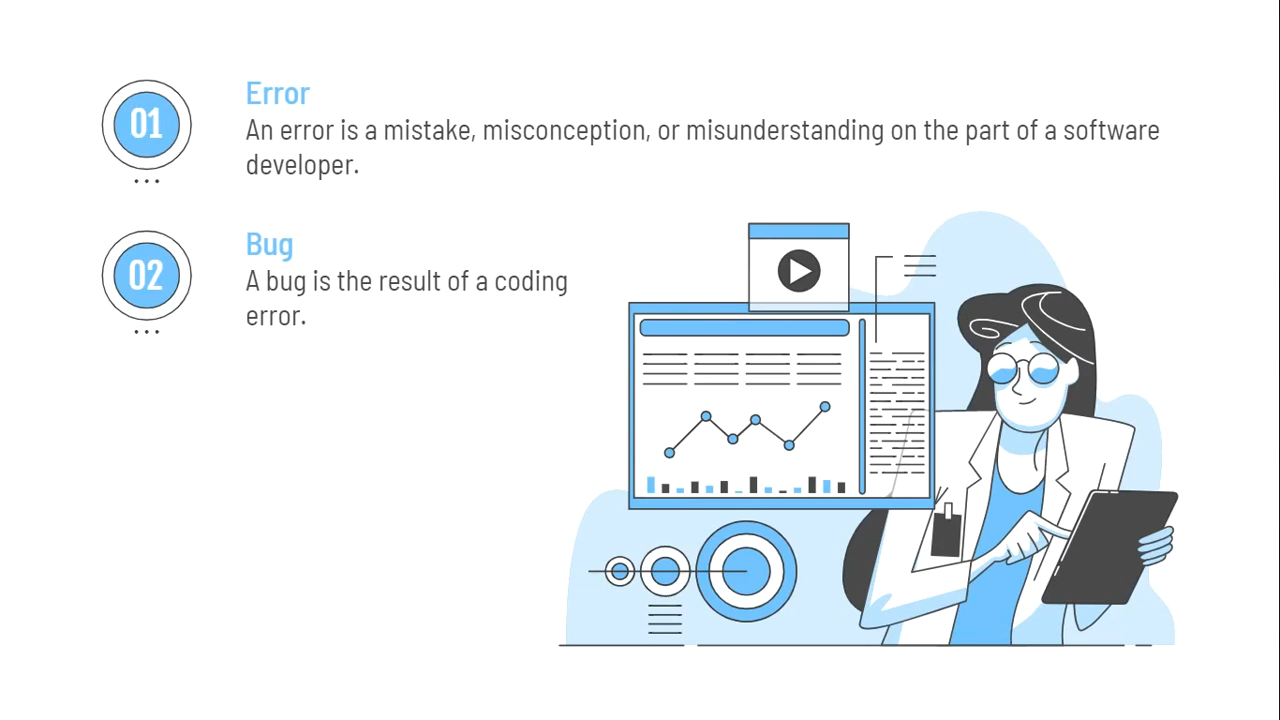 01
Error
An error is a mistake, misconception, or misunderstanding on the part of a software
developer.
02
Bug
A bug is the result of a coding
error.